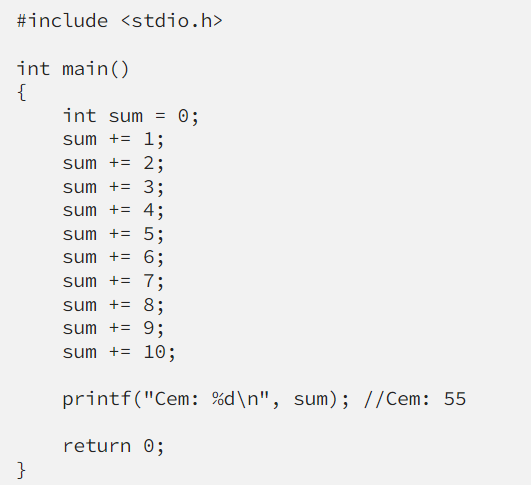 #include <stdio.h>

int main()
{
    int sum = 0;
    sum += 1;
    sum += 2;
    sum += 3;
    sum += 4;
    sum += 5;
    sum += 6;
    sum += 7;
    sum += 8;
    sum += 9;
    sum += 10;

    printf("Cem: %d\n", sum); //Cem: 55

    return 0;
}